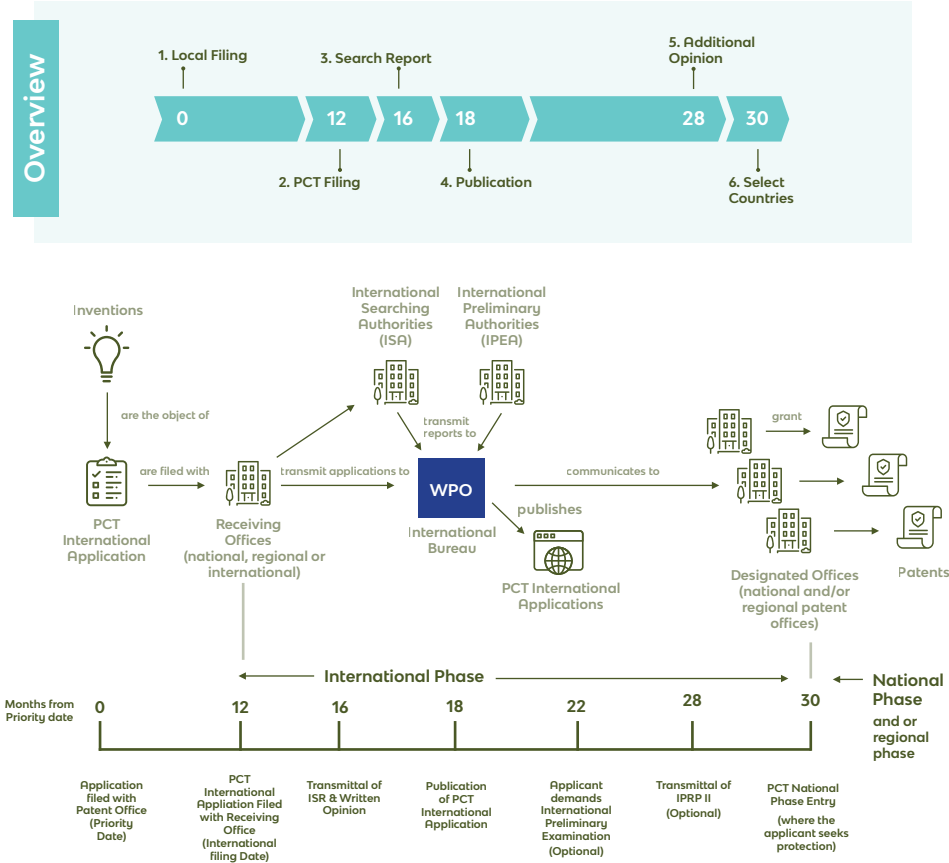 Overview
1. Local Filing
3. Search Report
5. Additional
Opinion
0
12
16
18
28
30
2. PCT Filing
4. Publication
6. Select
Countries
Inventions
are the object of
PCT
International
Application
are filed with
Receiving
Offices
(national, regional or
international)
transmit applications to
International
Searching
Authorities
(ISA)
International
Preliminary
Authorities
(IPEA)
transmit
reports to
WPO
International
Bureau
publishes
PCT International
Applications
communicates to
grant
Designated Offices
(national and/or
regional patent
offices)
Patents
International Phase
National
Phase
and or
regional
phase
Months from
Priority date
0
12
16
18
22
28
30
Application
filed with
Patent Office
(Priority
Date)
PCT
International
Appliation Filed
with Receiving
Office
(International
filing Date)
Transmittal of
ISR & Written
Opinion
Publication
of PCT
International
Application
Applicant
demands
International
Preliminary
Examination
(Optional)
Transmittal of
IPRP II
(Optional)
PCT National
Phase Entry
(where the
applicant seeks
protection)